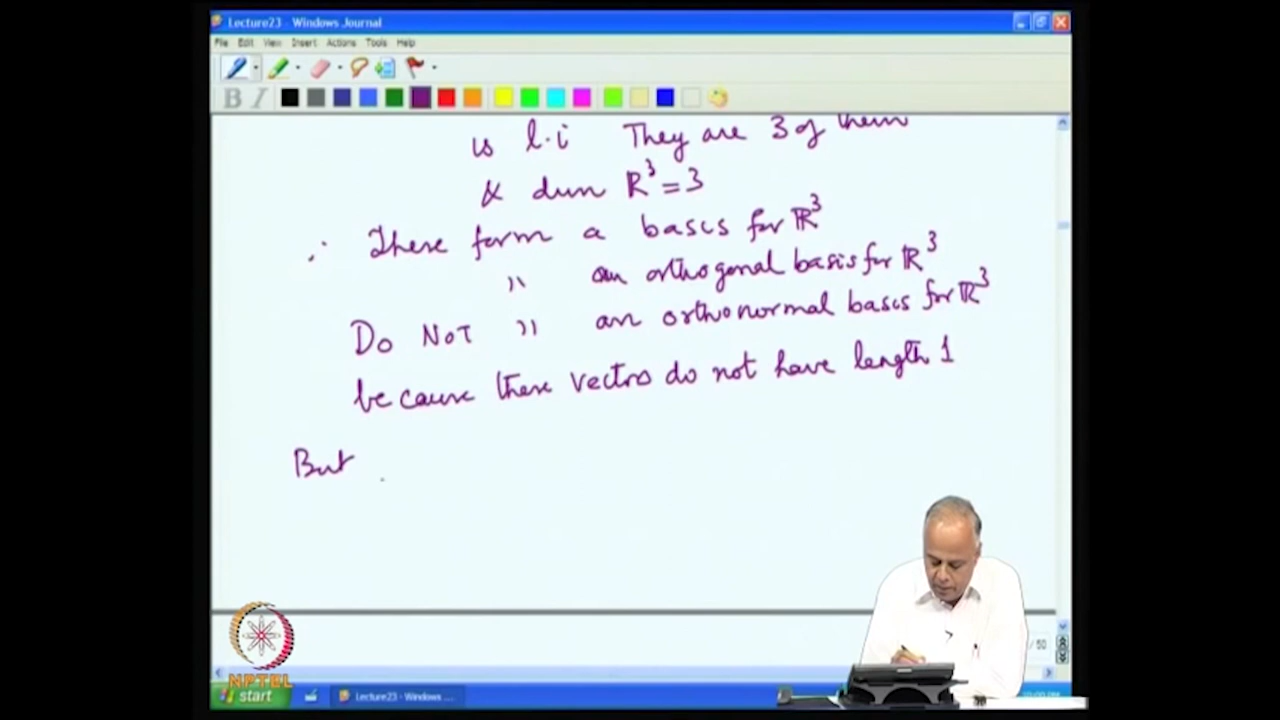 Lecture23 - Windows Journal
File Edit View Insert Actions Tools Help
B I
is l.i They are 3 of them
& dim R³ = 3
∴ These form a basis for R³
〃 an orthogonal basis for R³
Do NOT 〃 an orthonormal basis for R³
because these vectors do not have length 1
But
/ 50
NPTEL
start Lecture23 - Windows ...